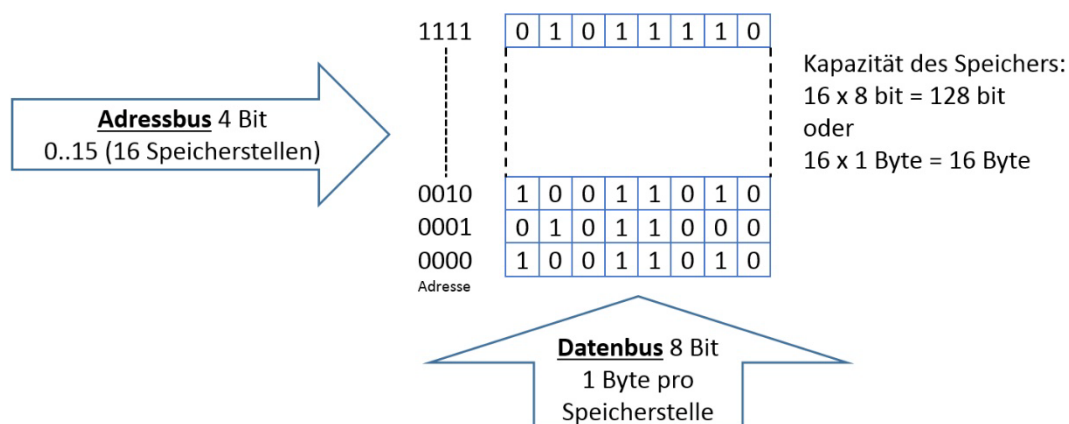 1111 0 1 0 1 1 1 1 0
Kapazität des Speichers:
16 x 8 bit = 128 bit
oder
16 x 1 Byte = 16 Byte
Adressbus 4 Bit
0..15 (16 Speicherstellen)
0010 1 0 0 1 1 0 1 0
0001 0 1 0 1 1 0 0 0
0000 1 0 0 1 1 0 1 0
Adresse
Datenbus 8 Bit
1 Byte pro
Speicherstelle